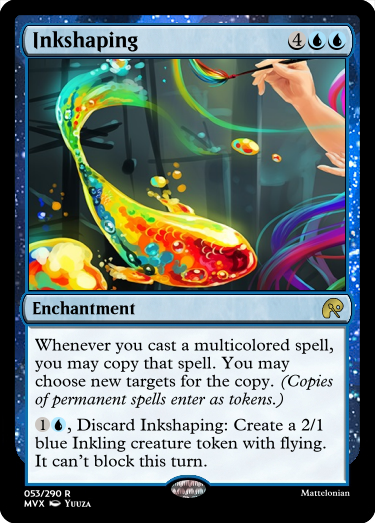 Inkshaping 4
Enchantment
Whenever you cast a multicolored spell,
you may copy that spell. You may
choose new targets for the copy. (Copies
of permanent spells enter as tokens.)
1, Discard Inkshaping: Create a 2/1
blue Inkling creature token with flying.
It can't block this turn.
053/290 R
MVX Yuuza
Mattelonian